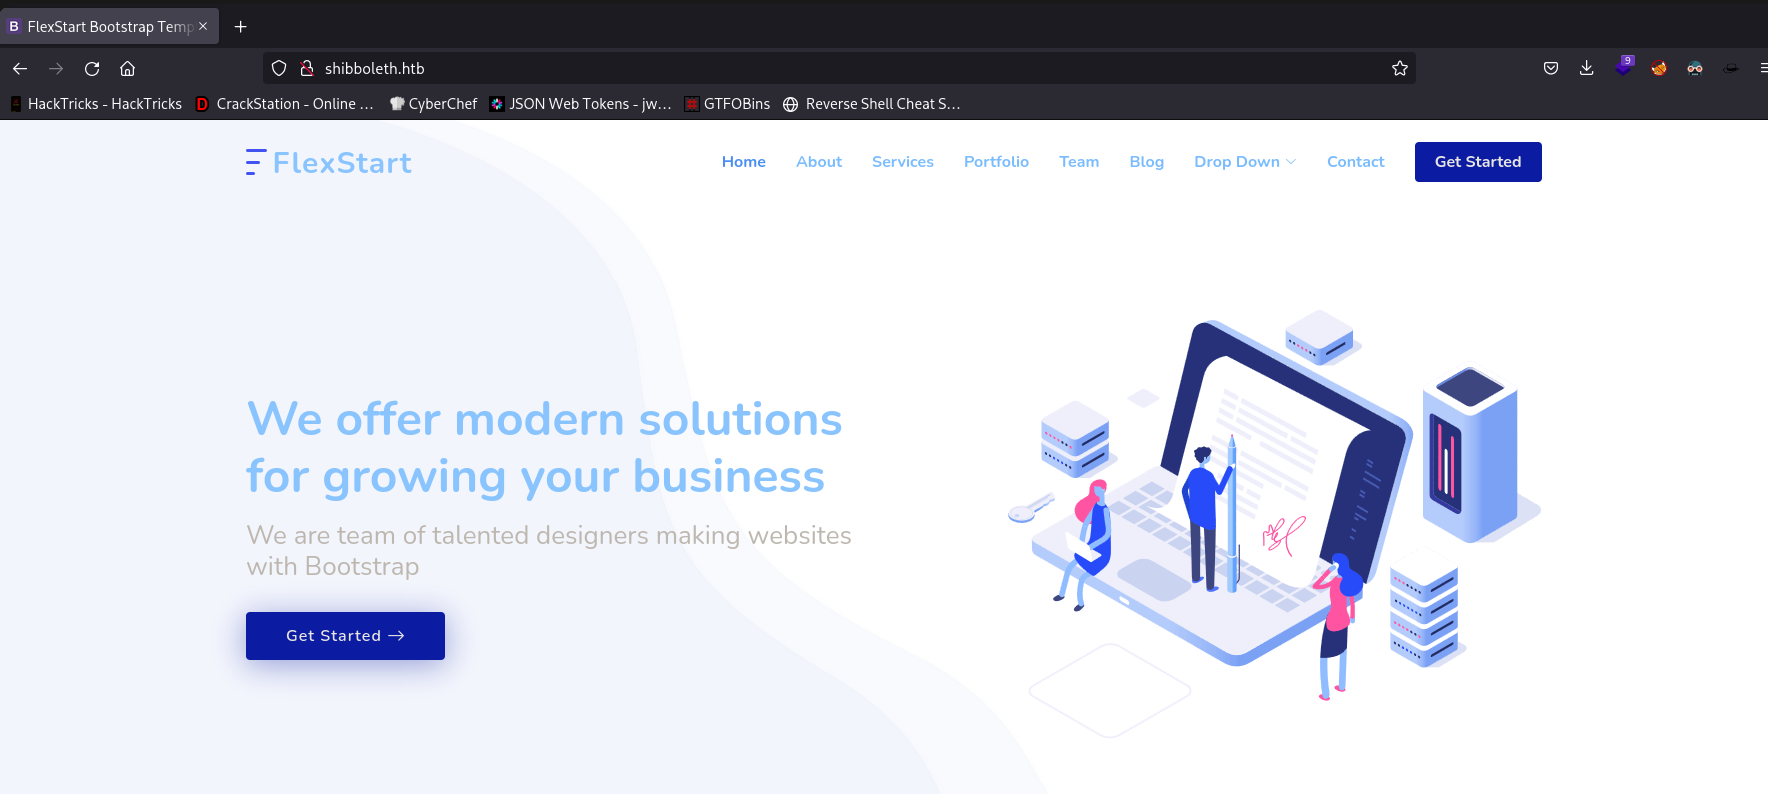 FlexStart Bootstrap Temp
shibboleth.htb
9
HackTricks - HackTricks CrackStation - Online ... CyberChef JSON Web Tokens - jw... GTFOBins Reverse Shell Cheat S...
FlexStart Home About Services Portfolio Team Blog Drop Down Contact Get Started
We offer modern solutions
for growing your business
We are team of talented designers making websites
with Bootstrap
Get Started →